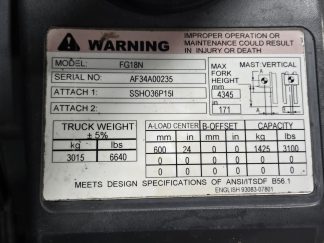 WARNING
IMPROPER OPERATION OR
MAINTENANCE COULD RESULT
IN INJURY OR DEATH
MODEL: FG18N
SERIAL NO: AF34A00235
ATTACH 1: SSHO36P15I
ATTACH 2:
MAX FORK HEIGHT
mm
4345
in
171
MAST:VERTICAL
TRUCK WEIGHT
± 5%
kg lbs
3015 6640
A-LOAD CENTER B-OFFSET CAPACITY
mm in mm in kg lbs
600 24 0 0 1425 3100
0 0 0 0 0 0
0 0 0 0 0 0
MEETS DESIGN SPECIFICATIONS OF ANSI/ITSDF B56.1
ENGLISH 93083-07801